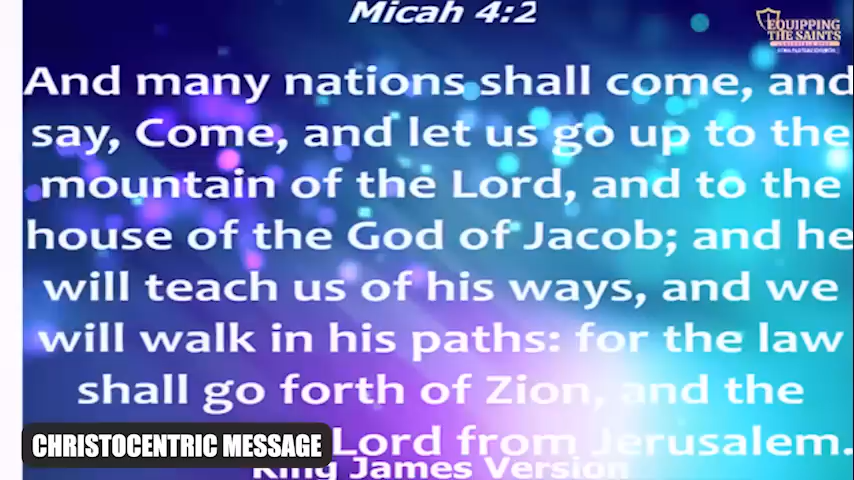 Micah 4:2
EQUIPPING
THE SAINTS
And many nations shall come, and
say, Come, and let us go up to the
mountain of the Lord, and to the
house of the God of Jacob; and he
will teach us of his ways, and we
will walk in his paths: for the law
shall go forth of Zion, and the
Lord from Jerusalem.
CHRISTOCENTRIC MESSAGE
King James Version